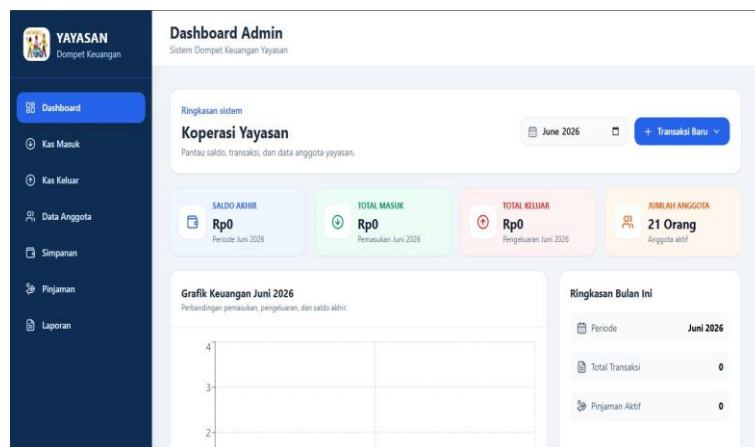 YAYASAN
Dompet Keuangan
Dashboard
Kas Masuk
Kas Keluar
Data Anggota
Simpanan
Pinjaman
Laporan
Dashboard Admin
Sistem Dompet Keuangan Yayasan
Ringkasan sistem
Koperasi Yayasan
Pantau saldo, transaksi, dan data anggota yayasan.
June 2026
+ Transaksi Baru
SALDO AKHIR
Rp0
Periode Juni 2026
TOTAL MASUK
Rp0
Pemasukan Juni 2026
TOTAL KELUAR
Rp0
Pengeluaran Juni 2026
JUMLAH ANGGOTA
21 Orang
Anggota aktif
Grafik Keuangan Juni 2026
Perbandingan pemasukan, pengeluaran, dan saldo akhir.
4
3
2
Ringkasan Bulan Ini
Periode Juni 2026
Total Transaksi 0
Pinjaman Aktif 0